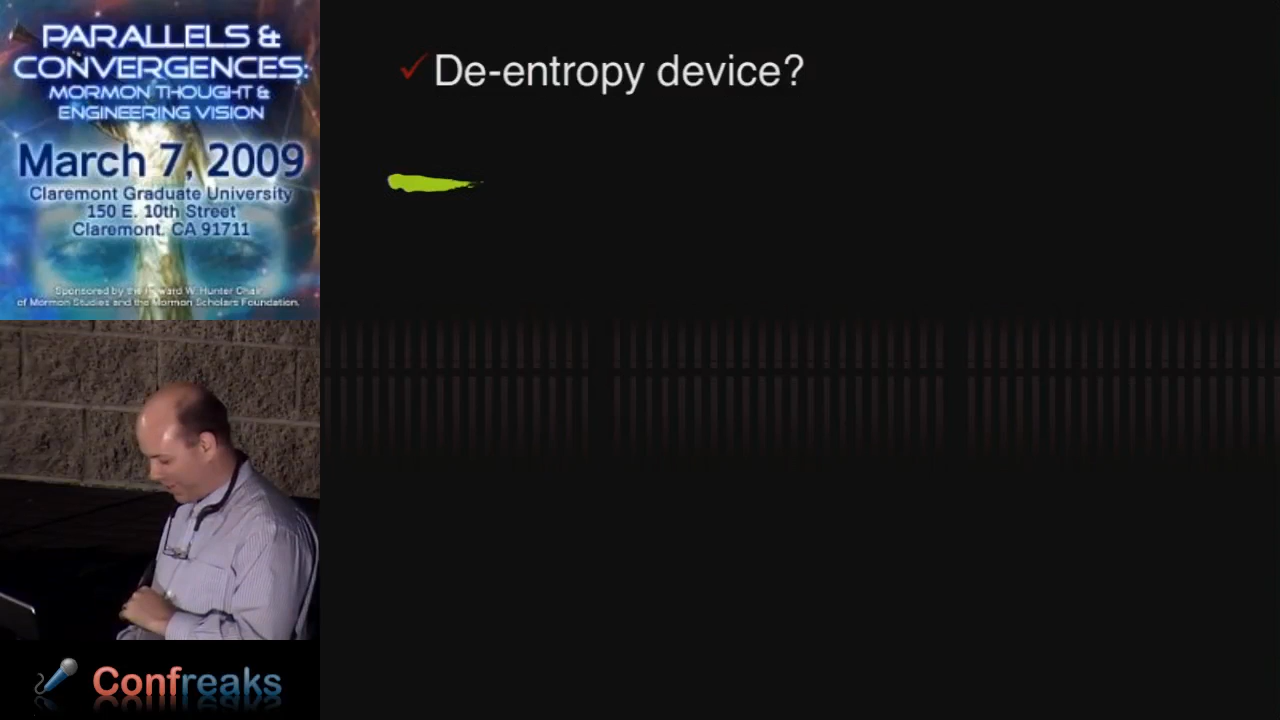 PARALLELS &
CONVERGENCES:
MORMON THOUGHT &
ENGINEERING VISION
March 7, 2009
Claremont Graduate University
150 E. 10th Street
Claremont, CA 91711
Sponsored by the Howard W. Hunter Chair
of Mormon Studies and the Mormon Scholars Foundation.
Confreaks
✓ De-entropy device?